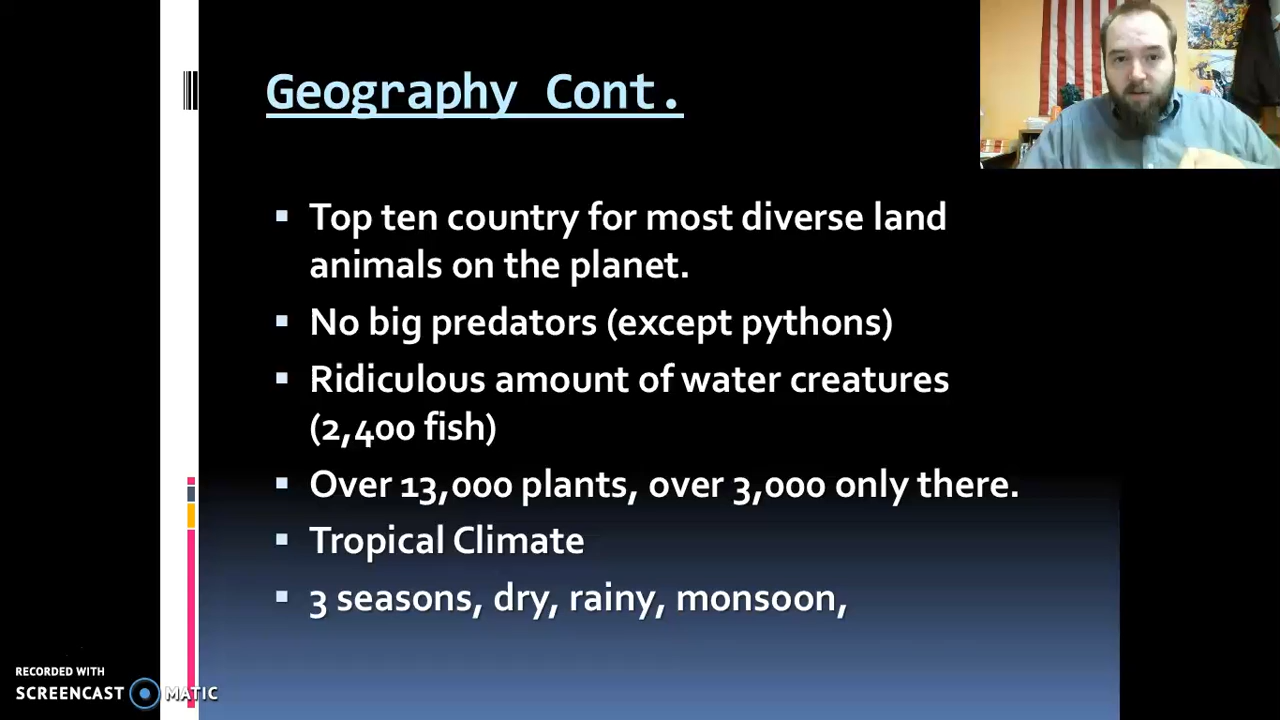 Geography Cont.
▪ Top ten country for most diverse land
animals on the planet.
▪ No big predators (except pythons)
▪ Ridiculous amount of water creatures
(2,400 fish)
▪ Over 13,000 plants, over 3,000 only there.
▪ Tropical Climate
▪ 3 seasons, dry, rainy, monsoon,
RECORDED WITH
SCREENCAST MATIC